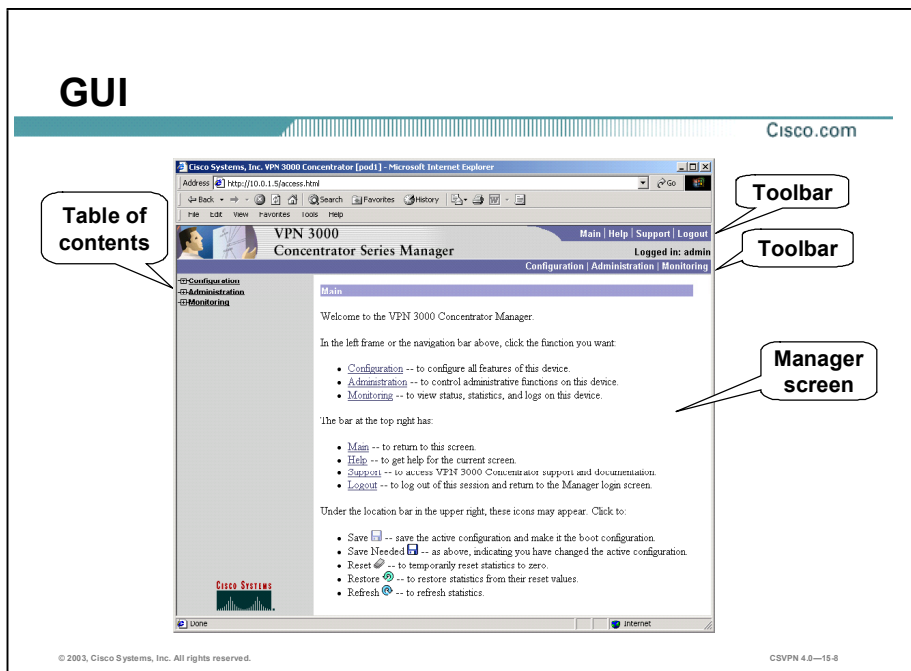 GUI
Cisco.com
Cisco Systems, Inc. VPN 3000 Concentrator [pod1] - Microsoft Internet Explorer
Address http://10.0.1.5/access.html Go
Back Search Favorites History
File Edit View Favorites Tools Help
VPN 3000
Concentrator Series Manager
Main | Help | Support | Logout
Logged in: admin
Configuration | Administration | Monitoring
Toolbar
Toolbar
Table of
contents
Configuration
Administration
Monitoring
Main
Welcome to the VPN 3000 Concentrator Manager.
In the left frame or the navigation bar above, click the function you want:
• Configuration -- to configure all features of this device.
• Administration -- to control administrative functions on this device.
• Monitoring -- to view status, statistics, and logs on this device.
Manager
screen
The bar at the top right has:
• Main -- to return to this screen.
• Help -- to get help for the current screen.
• Support -- to access VPN 3000 Concentrator support and documentation.
• Logout -- to log out of this session and return to the Manager login screen.
Under the location bar in the upper right, these icons may appear. Click to:
• Save -- save the active configuration and make it the boot configuration.
• Save Needed -- as above, indicating you have changed the active configuration.
• Reset -- to temporarily reset statistics to zero.
• Restore -- to restore statistics from their reset values.
• Refresh -- to refresh statistics.
CISCO SYSTEMS
Done
Internet
© 2003, Cisco Systems, Inc. All rights reserved.
CSVPN 4.0—15-8